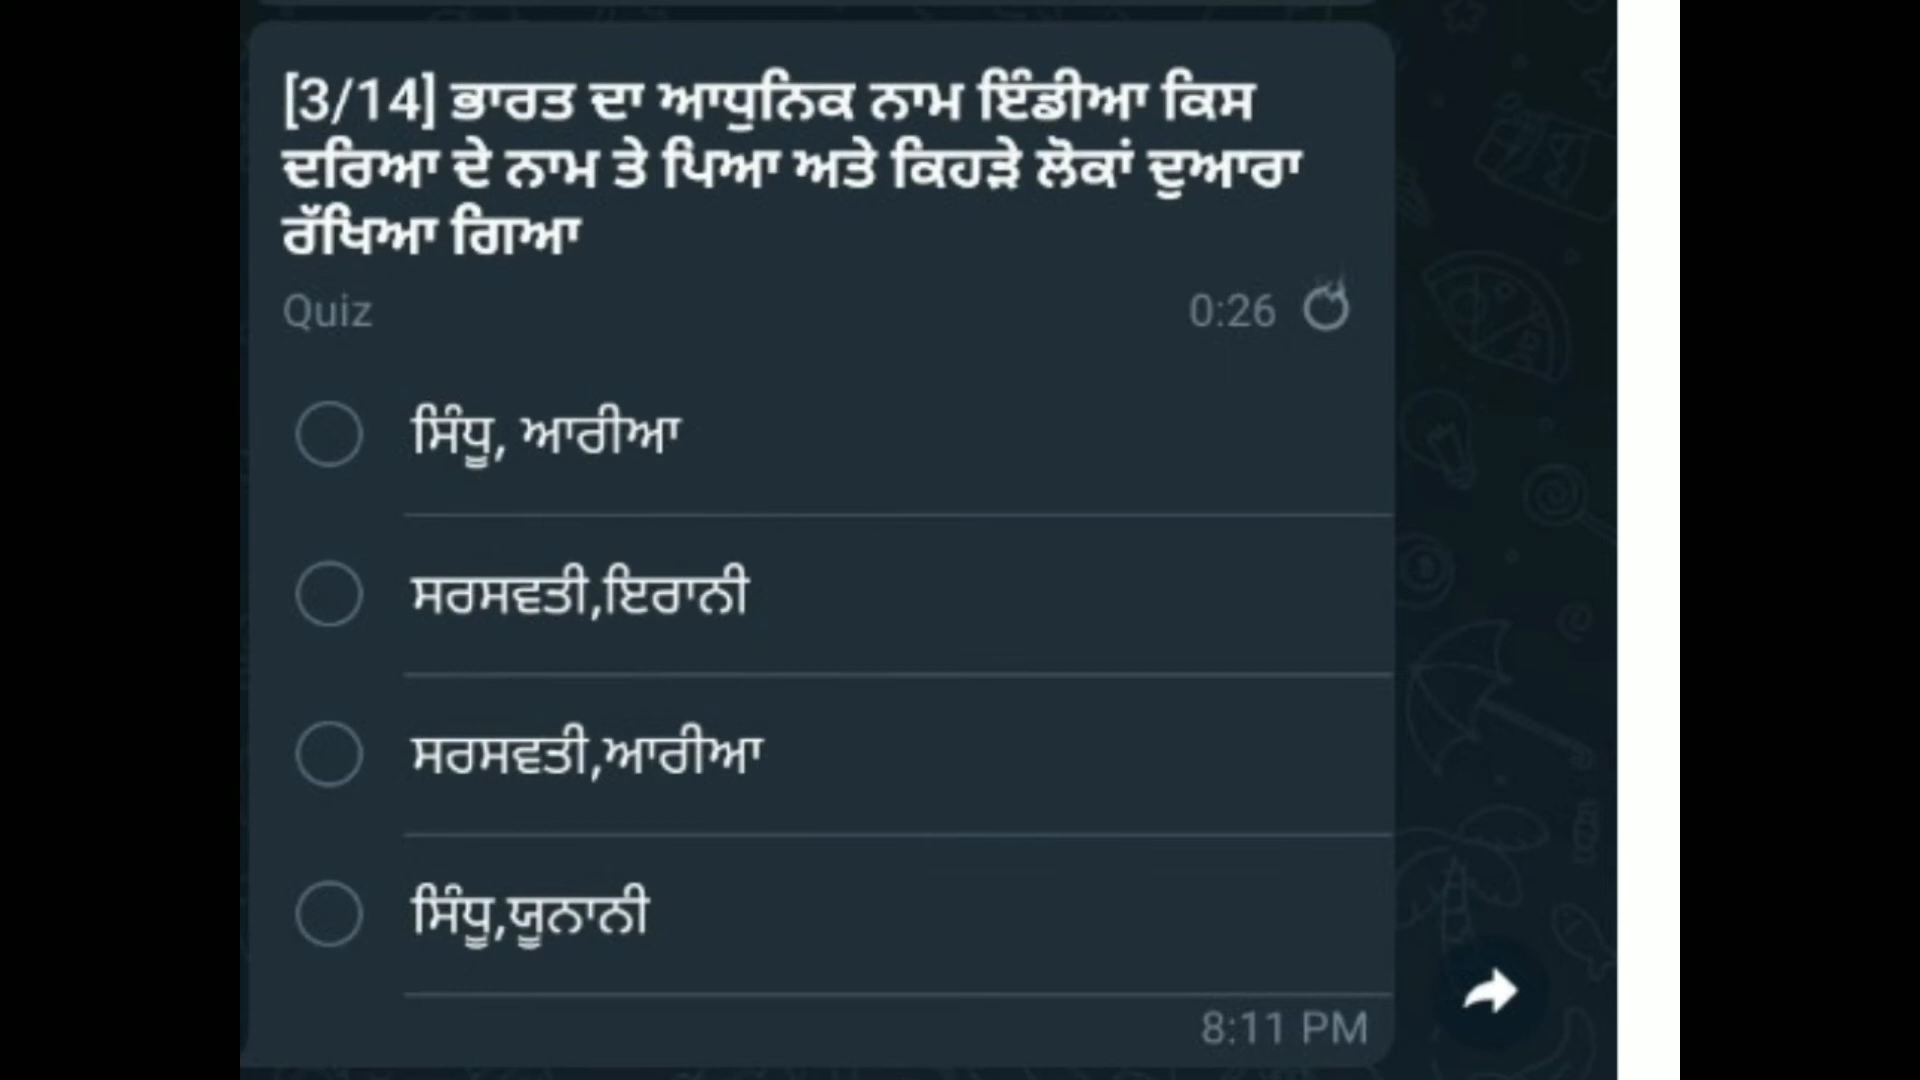 [3/14] ਭਾਰਤ ਦਾ ਆਧੁਨਿਕ ਨਾਮ ਇੰਡੀਆ ਕਿਸ
ਦਰਿਆ ਦੇ ਨਾਮ ਤੇ ਪਿਆ ਅਤੇ ਕਿਹੜੇ ਲੋਕਾਂ ਦੁਆਰਾ
ਰੱਖਿਆ ਗਿਆ
Quiz 0:26
ਸਿੰਧੂ, ਆਰੀਆ
ਸਰਸਵਤੀ,ਇਰਾਨੀ
ਸਰਸਵਤੀ,ਆਰੀਆ
ਸਿੰਧੂ,ਯੂਨਾਨੀ
8:11 PM